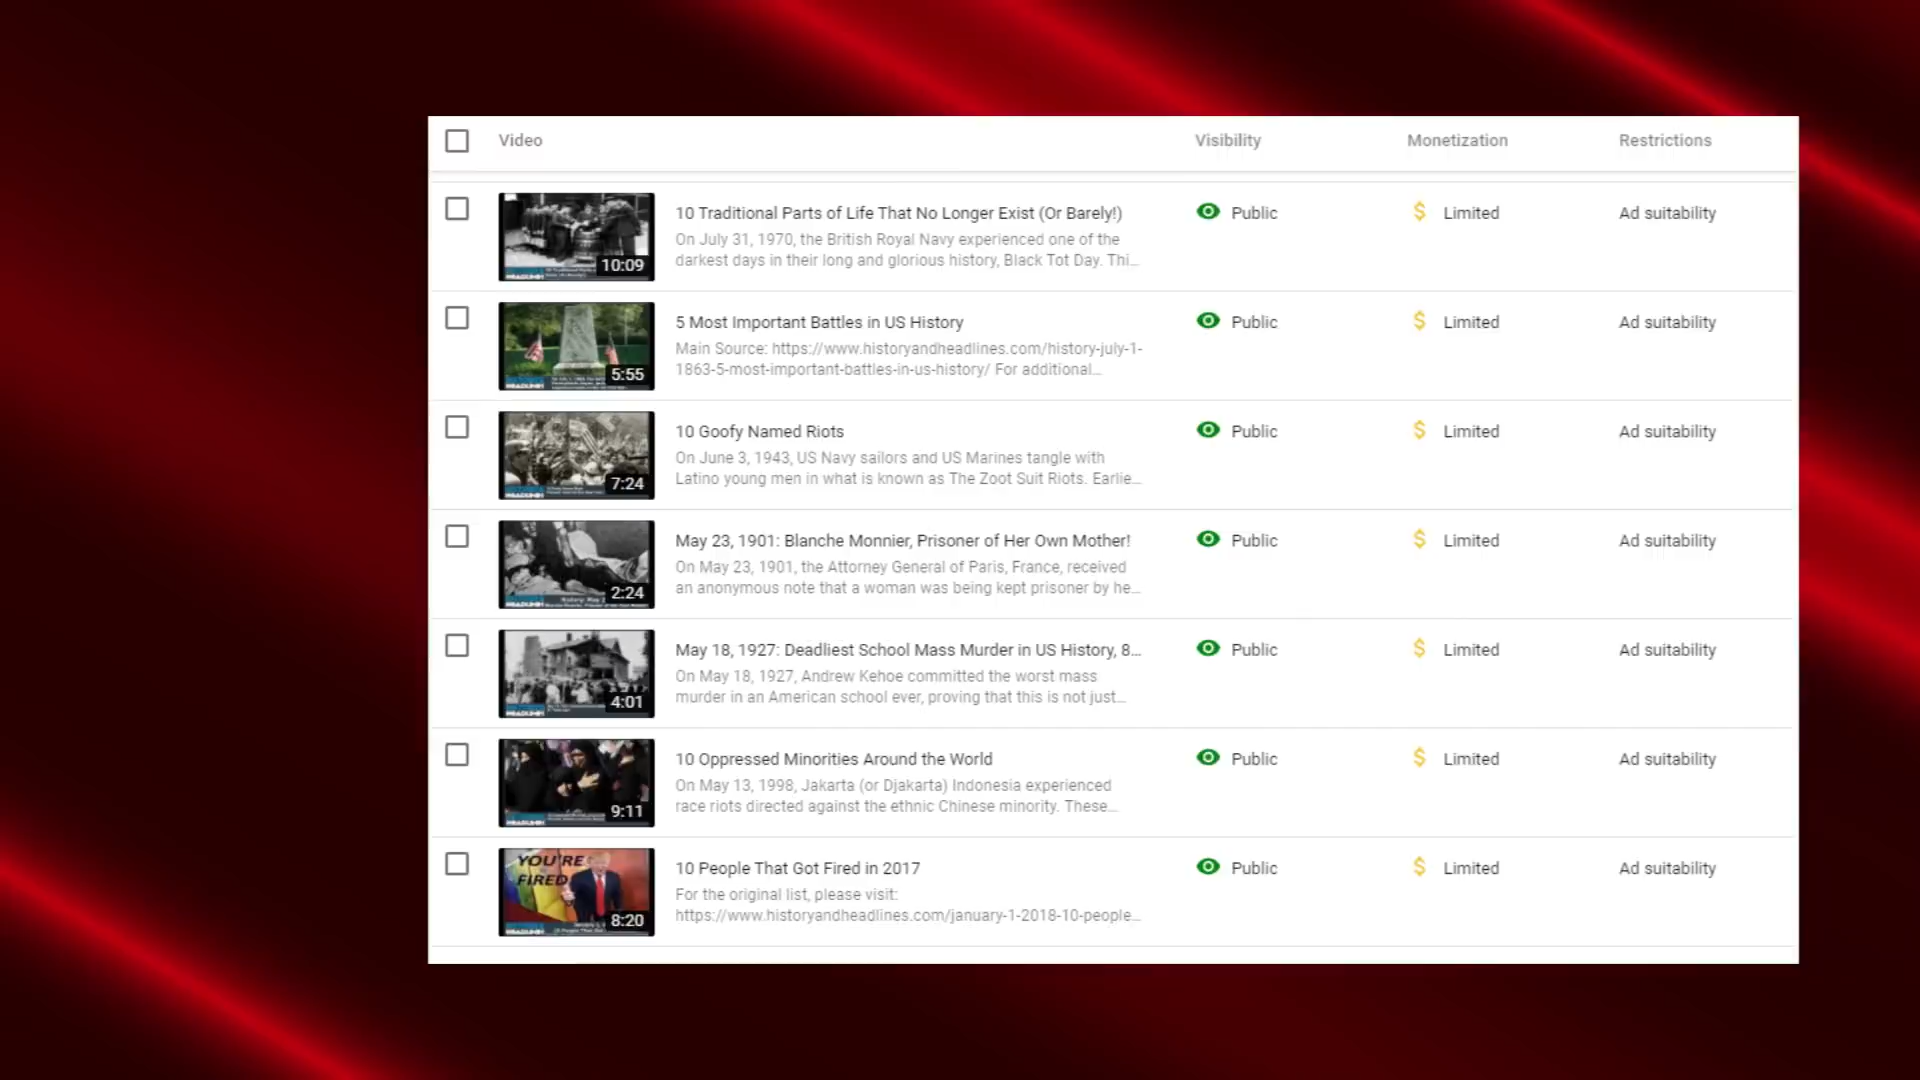 Video Visibility Monetization Restrictions
10 Traditional Parts of Life That No Longer Exist (Or Barely!) Public Limited Ad suitability
On July 31, 1970, the British Royal Navy experienced one of the
darkest days in their long and glorious history, Black Tot Day. Thi...
10:09
5 Most Important Battles in US History Public Limited Ad suitability
Main Source: https://www.historyandheadlines.com/history-july-1-
1863-5-most-important-battles-in-us-history/ For additional...
5:55
10 Goofy Named Riots Public Limited Ad suitability
On June 3, 1943, US Navy sailors and US Marines tangle with
Latino young men in what is known as The Zoot Suit Riots. Earlie...
7:24
May 23, 1901: Blanche Monnier, Prisoner of Her Own Mother! Public Limited Ad suitability
On May 23, 1901, the Attorney General of Paris, France, received
an anonymous note that a woman was being kept prisoner by he...
2:24
May 18, 1927: Deadliest School Mass Murder in US History, 8... Public Limited Ad suitability
On May 18, 1927, Andrew Kehoe committed the worst mass
murder in an American school ever, proving that this is not just...
4:01
10 Oppressed Minorities Around the World Public Limited Ad suitability
On May 13, 1998, Jakarta (or Djakarta) Indonesia experienced
race riots directed against the ethnic Chinese minority. These...
9:11
YOU'RE
FIRED
10 People That Got Fired in 2017 Public Limited Ad suitability
For the original list, please visit:
https://www.historyandheadlines.com/january-1-2018-10-people...
8:20